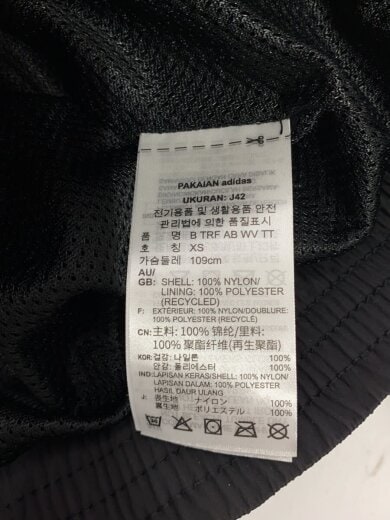 PAKAIAN adidas
UKURAN: J42
전기용품 및 생활용품 안전
관리법에 의한 품질표시
품 명 B TRF AB WV TT
호 칭 XS
가슴둘레 109cm
AU/
GB: SHELL: 100% NYLON/
LINING: 100% POLYESTER
(RECYCLED)
F: EXTÉRIEUR: 100% NYLON/DOUBLURE:
100% POLYESTER (RECYCLE)
CN: 主料: 100% 锦纶/里料:
100% 聚酯纤维(再生聚酯)
KOR: 겉감: 나일론 100%
안감: 폴리에스터 100%
IND: LAPISAN KERAS/SHELL: 100% NYLON/
LAPISAN DALAM: 100% POLYESTER
HASIL DAUR ULANG
J: 表生地 ナイロン 100%
裏生地 ポリエステル 100%